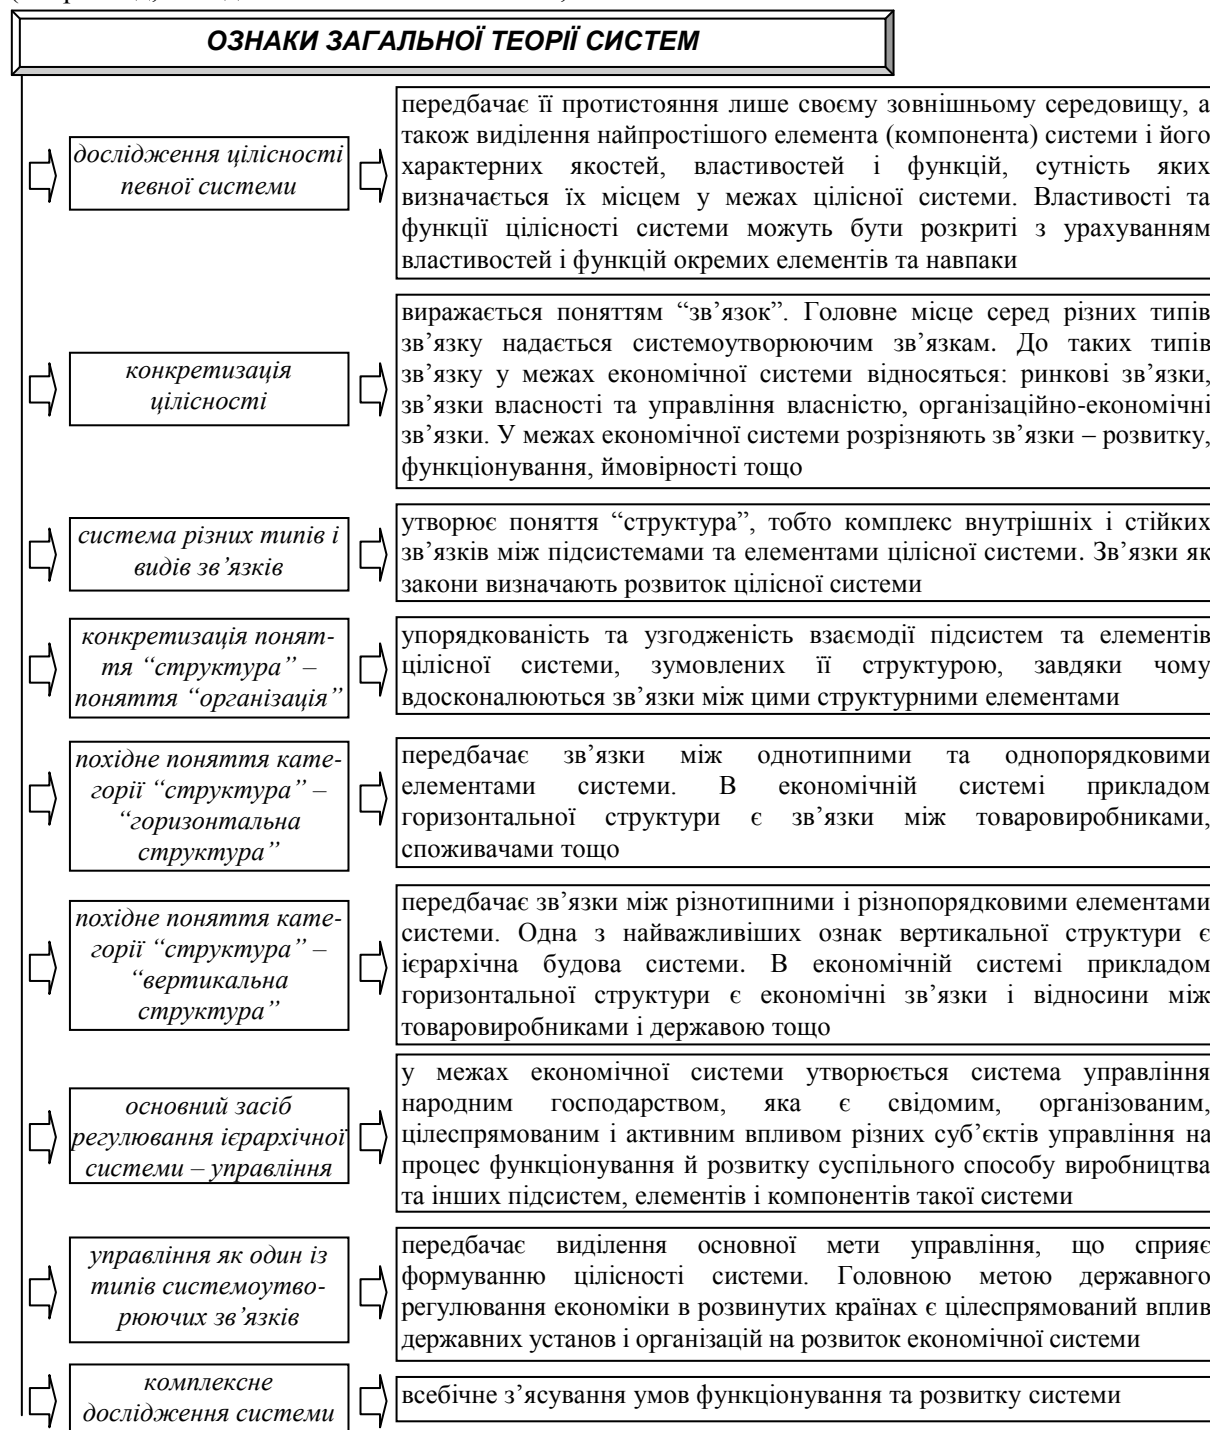 ОЗНАКИ ЗАГАЛЬНОЇ ТЕОРІЇ СИСТЕМ
дослідження цілісності
певної системи
передбачає її протистояння лише своєму зовнішньому середовищу, а
також виділення найпростішого елемента (компонента) системи і його
характерних якостей, властивостей і функцій, сутність яких
визначається їх місцем у межах цілісної системи. Властивості та
функції цілісності системи можуть бути розкриті з урахуванням
властивостей і функцій окремих елементів та навпаки
конкретизація
цілісності
виражається поняттям “зв’язок”. Головне місце серед різних типів
зв’язку надається системоутворюючим зв’язкам. До таких типів
зв’язку у межах економічної системи відносяться: ринкові зв’язки,
зв’язки власності та управління власністю, організаційно-економічні
зв’язки. У межах економічної системи розрізняють зв’язки – розвитку,
функціонування, ймовірності тощо
система різних типів і
видів зв’язків
утворює поняття “структура”, тобто комплекс внутрішніх і стійких
зв’язків між підсистемами та елементами цілісної системи. Зв’язки як
закони визначають розвиток цілісної системи
конкретизація понят-
тя “структура” –
поняття “організація”
упорядкованість та узгодженість взаємодії підсистем та елементів
цілісної системи, зумовлених її структурою, завдяки чому
вдосконалюються зв’язки між цими структурними елементами
похідне поняття кате-
горії “структура” –
“горизонтальна
структура”
передбачає зв’язки між однотипними та однопорядковими
елементами системи. В економічній системі прикладом
горизонтальної структури є зв’язки між товаровиробниками,
споживачами тощо
похідне поняття кате-
горії “структура” –
“вертикальна
структура”
передбачає зв’язки між різнотипними і різнопорядковими елементами
системи. Одна з найважливіших ознак вертикальної структури є
ієрархічна будова системи. В економічній системі прикладом
горизонтальної структури є економічні зв’язки і відносини між
товаровиробниками і державою тощо
основний засіб
регулювання ієрархічної
системи – управління
у межах економічної системи утворюється система управління
народним господарством, яка є свідомим, організованим,
цілеспрямованим і активним впливом різних суб’єктів управління на
процес функціонування й розвитку суспільного способу виробництва
та інших підсистем, елементів і компонентів такої системи
управління як один із
типів системоутво-
рюючих зв’язків
передбачає виділення основної мети управління, що сприяє
формуванню цілісності системи. Головною метою державного
регулювання економіки в розвинутих країнах є цілеспрямований вплив
державних установ і організацій на розвиток економічної системи
комплексне
дослідження системи
всебічне з’ясування умов функціонування та розвитку системи